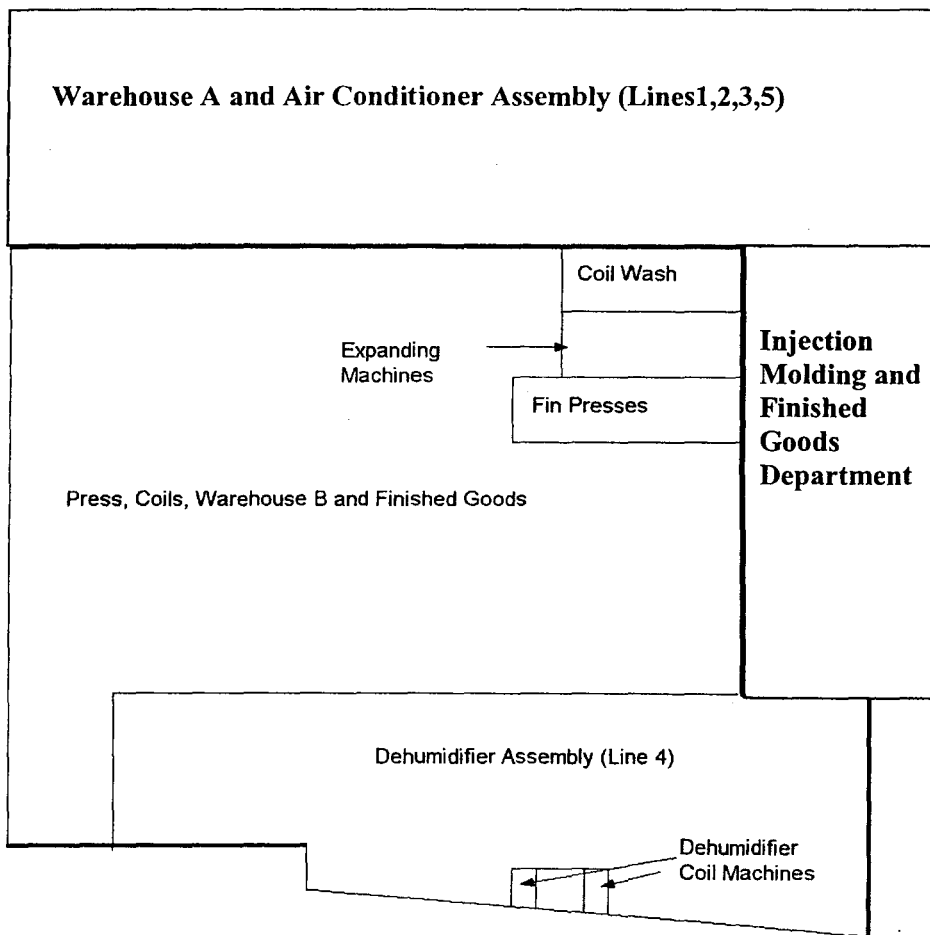 Warehouse A and Air Conditioner Assembly (Lines1,2,3,5)
Coil Wash
Expanding
Machines
Fin Presses
Injection
Molding and
Finished
Goods
Department
Press, Coils, Warehouse B and Finished Goods
Dehumidifier Assembly (Line 4)
Dehumidifier
Coil Machines